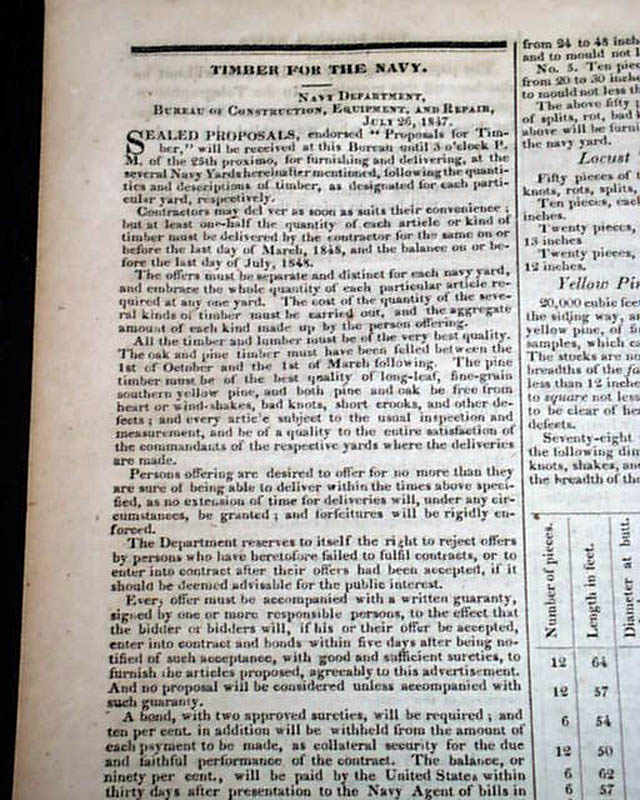 TIMBER FOR THE NAVY.
NAVY DEPARTMENT,
BUREAU OF CONSTRUCTION, EQUIPMENT, AND REPAIR,
JULY 26, 1847.
SEALED PROPOSALS, endorsed "Proposals for Tim-
ber," will be received at this Bureau until 3 o'clock P.
M. of the 25th proximo, for furnishing and delivering, at the
several Navy Yards hereinafter mentioned, following the quanti-
ties and descriptions of timber, as designated for each parti-
cular yard, respectively.
Contractors may del ver as soon as suits their convenience;
but at least one-half the quantity of each article or kind of
timber must be delivered by the contractor for the same on or
before the last day of March, 1848, and the balance on or be-
fore the last day of July, 1848.
The offers must be separate and distinct for each navy yard,
and embrace the whole quantity of each particular article re-
quired at any one yard. The cost of the quantity of the seve-
ral kinds of timber must be carried out, and the aggregate
amount of each kind made up by the person offering.
All the timber and lumber must be of the very best quality.
The oak and pine timber must have been felled between the
1st of October and the 1st of March following. The pine
timber must be of the best quality of long-leaf, fine-grain
southern yellow pine, and both pine and oak be free from
heart or wind-shakes, bad knots, short crooks, and other de-
fects; and every article subject to the usual inspection and
measurement, and be of a quality to the entire satisfaction of
the commandants of the respective yards where the deliveries
are made.
Persons offering are desired to offer for no more than they
are sure of being able to deliver within the times above speci-
fied, as no extension of time for deliveries will, under any cir-
cumstances, be granted; and forfeitures will be rigidly en-
forced.
The Department reserves to itself the right to reject offers
by persons who have heretofore failed to fulfil contracts, or to
enter into contract after their offers had been accepted, if it
should be deemed advisable for the public interest.
Every offer must be accompanied with a written guaranty,
signed by one or more responsible persons, to the effect that
the bidder or bidders will, if his or their offer be accepted,
enter into contract and bonds within five days after being no-
tified of such acceptance, with good and sufficient sureties, to
furnish the articles proposed, agreeably to this advertisement.
And no proposal will be considered unless accompanied with
such guaranty.
A bond, with two approved sureties, will be required; and
ten per cent. in addition will be withheld from the amount of
each payment to be made, as collateral security for the due
and faithful performance of the contract. The balance, or
ninety per cent., will be paid by the United States within
thirty days after presentation to the Navy Agent of bills in
from 24 to 48 inch
and to mould not l
No. 5. Ten piec
from 20 to 30 inch
to mould not less th
The above fifty
of splits, rot, bad k
above will be furn
the navy yard.
Locust
Fifty pieces of
knots, rots, splits,
Ten pieces, each
inches.
Twenty pieces,
13 inches
Twenty pieces,
12 inches.
Yellow Pin
20,000 cubic fee
the siding way, an
yellow pine, of fi
samples, which ca
The stocks are no
breadths of the fa
less than 12 inche
to square not less
to be clear of hea
defects.
Seventy-eight
the following dim
knots, shakes, an
the breadth of the
Number of pieces.
Length in feet.
Diameter at butt.
12 64
12 57
6 54
12 50
6 62
6 57